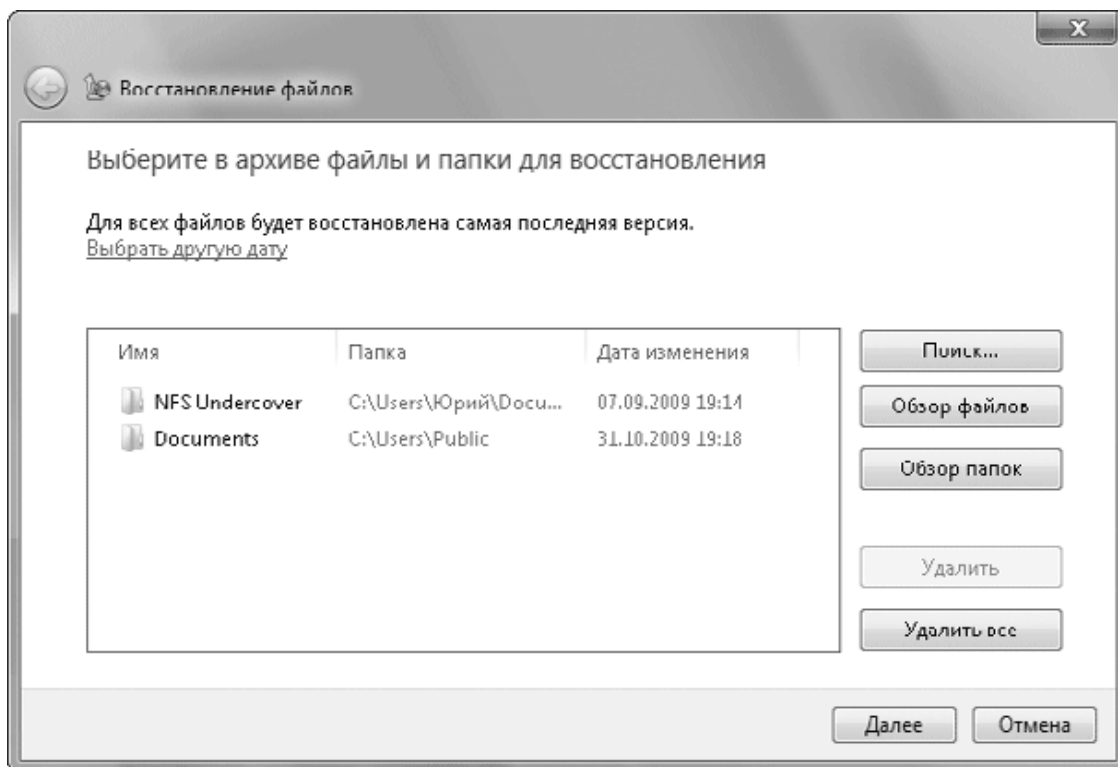 Восстановление файлов
Выберите в архиве файлы и папки для восстановления
Для всех файлов будет восстановлена самая последняя версия.
Выбрать другую дату
Имя Папка Дата изменения
NFS Undercover C:\Users\Юрий\Docu... 07.09.2009 19:14
Documents C:\Users\Public 31.10.2009 19:18
Поиск...
Обзор файлов
Обзор папок
Удалить
Удалить все
Далее Отмена